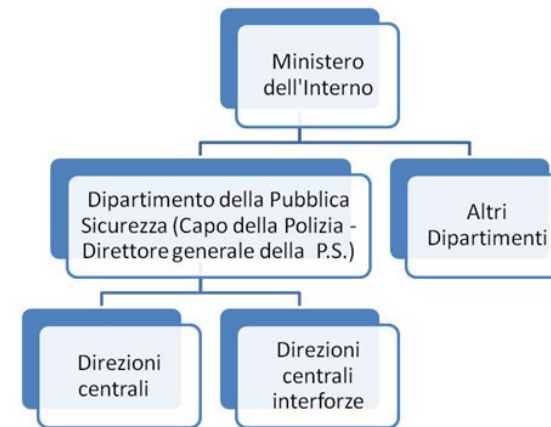 Ministero
dell'Interno
Dipartimento della Pubblica
Sicurezza (Capo della Polizia -
Direttore generale della P.S.)
Altri
Dipartimenti
Direzioni
centrali
Direzioni
centrali
interforze